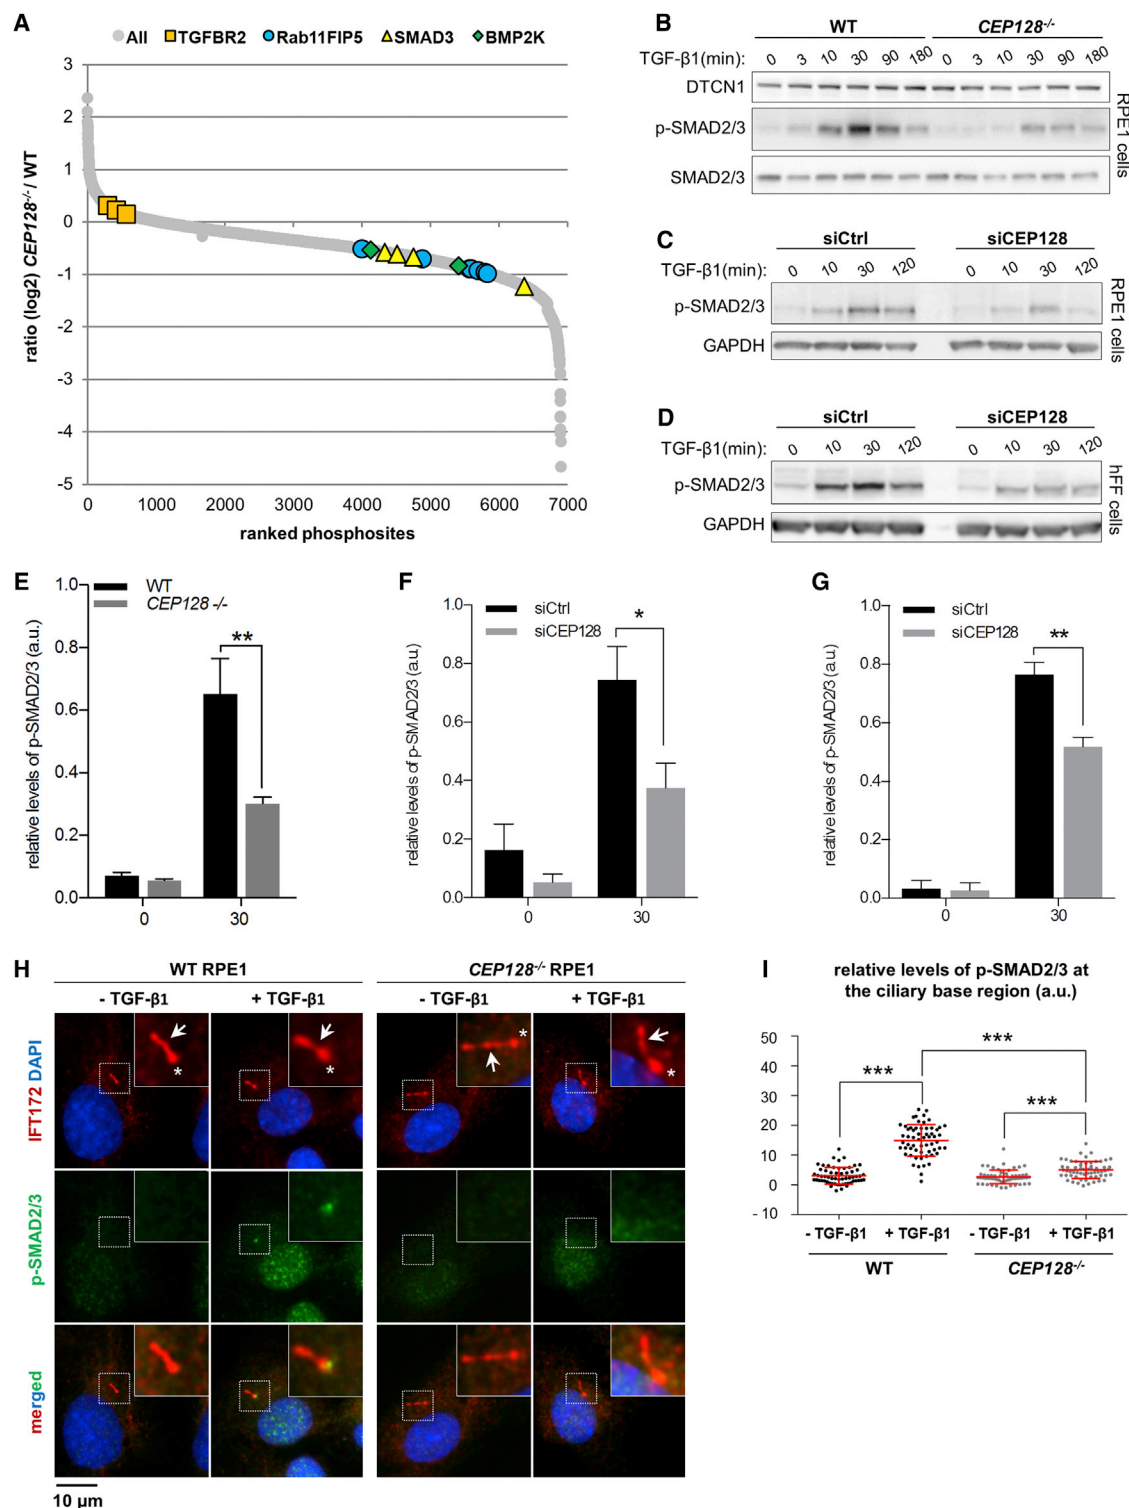 A
All TGFBR2 Rab11FIP5 SMAD3 BMP2K
ratio (log2) CEP128-/-/ WT
3
2
1
0
-1
-2
-3
-4
-5
0 1000 2000 3000 4000 5000 6000 7000
ranked phosphosites
B
WT CEP128-/-
TGF-β1(min): 0 3 10 30 90 180 0 3 10 30 90 180
DTCN1
p-SMAD2/3
SMAD2/3
RPE1 cells
C
siCtrl siCEP128
TGF-β1(min): 0 10 30 120 0 10 30 120
p-SMAD2/3
GAPDH
RPE1 cells
D
siCtrl siCEP128
TGF-β1(min): 0 10 30 120 0 10 30 120
p-SMAD2/3
GAPDH
hFF cells
E
WT
CEP128 -/-
relative levels of p-SMAD2/3 (a.u.)
1.0
0.8
0.6
0.4
0.2
0.0
**
0 30
F
siCtrl
siCEP128
relative levels of p-SMAD2/3 (a.u.)
1.0
0.8
0.6
0.4
0.2
0.0
*
0 30
G
siCtrl
siCEP128
relative levels of p-SMAD2/3 (a.u.)
1.0
0.8
0.6
0.4
0.2
0.0
**
0 30
H
WT RPE1 CEP128-/- RPE1
- TGF-β1 + TGF-β1 - TGF-β1 + TGF-β1
IFT172 DAPI
* * * *
p-SMAD2/3
merged
10 µm
I
relative levels of p-SMAD2/3 at
the ciliary base region (a.u.)
50
40
30
20
10
0
- 10
*** *** ***
- TGF-β1 + TGF-β1 - TGF-β1 + TGF-β1
WT CEP128-/-